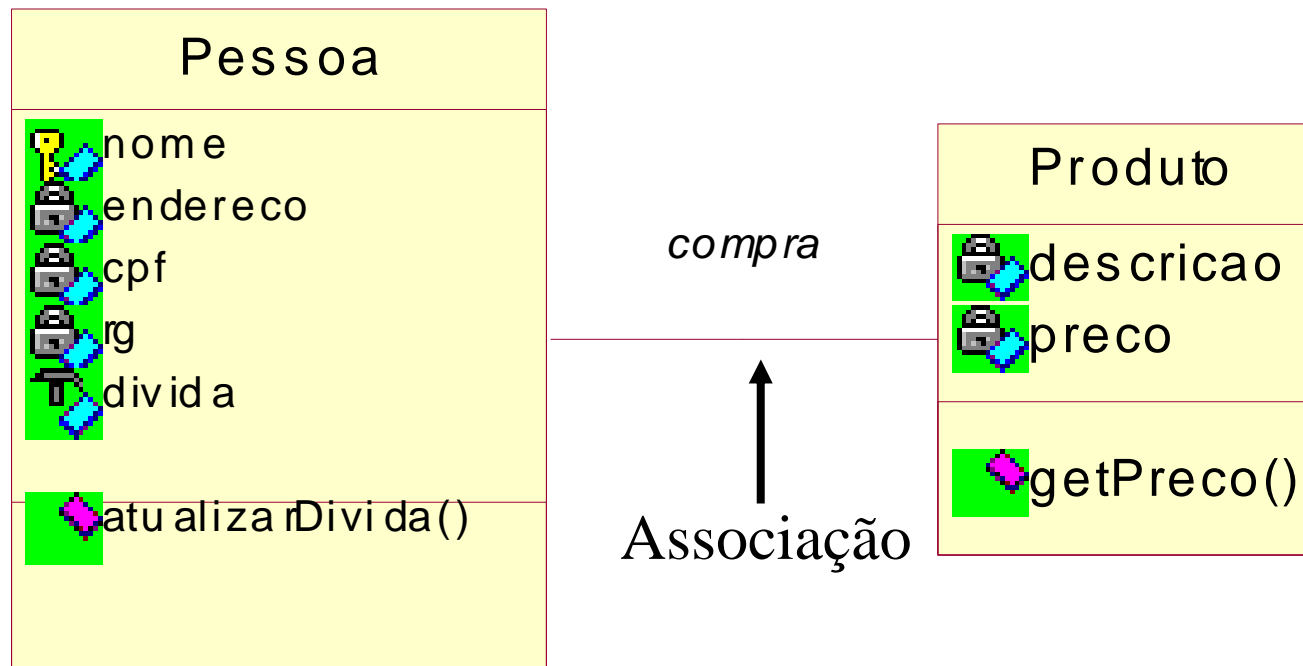 Pessoa
nome
endereco
cpf
rg
divida
atualizarDivida()
compra
Associação
Produto
descricao
preco
getPreco()